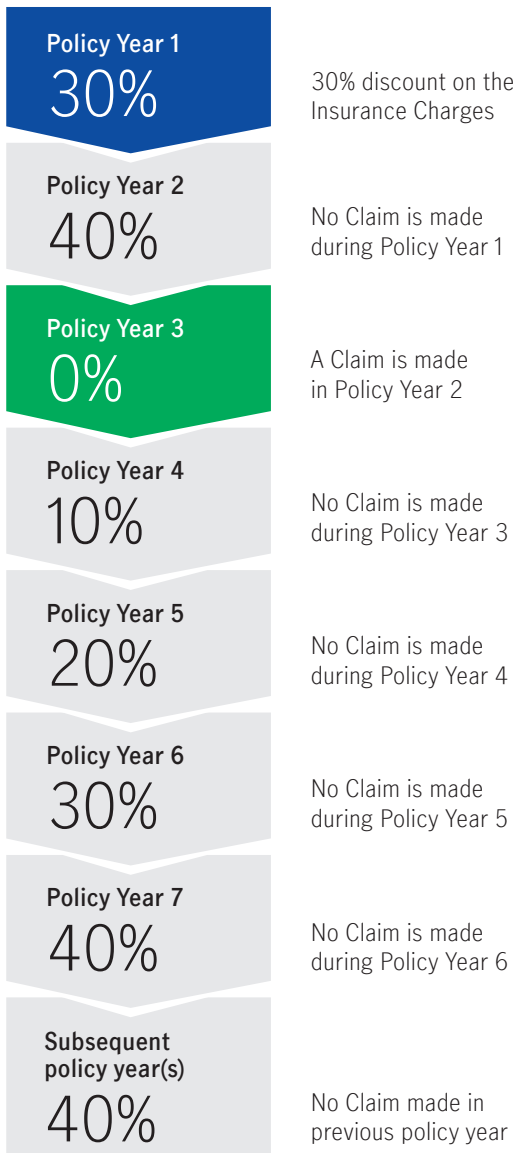 Policy Year 1
30%
30% discount on the
Insurance Charges
Policy Year 2
40%
No Claim is made
during Policy Year 1
Policy Year 3
0%
A Claim is made
in Policy Year 2
Policy Year 4
10%
No Claim is made
during Policy Year 3
Policy Year 5
20%
No Claim is made
during Policy Year 4
Policy Year 6
30%
No Claim is made
during Policy Year 5
Policy Year 7
40%
No Claim is made
during Policy Year 6
Subsequent
policy year(s)
40%
No Claim made in
previous policy year